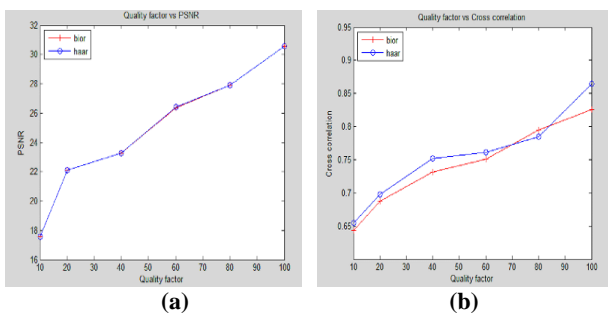 Quality factor vs PSNR
32
30
28
26
24
22
20
18
16
PSNR
bior
haar
10 20 30 40 50 60 70 80 90 100
Quality factor
(a)
Quality factor vs Cross correlation
0.95
0.9
0.85
0.8
0.75
0.7
0.65
Cross correlation
bior
haar
10 20 30 40 50 60 70 80 90 100
Quality factor
(b)